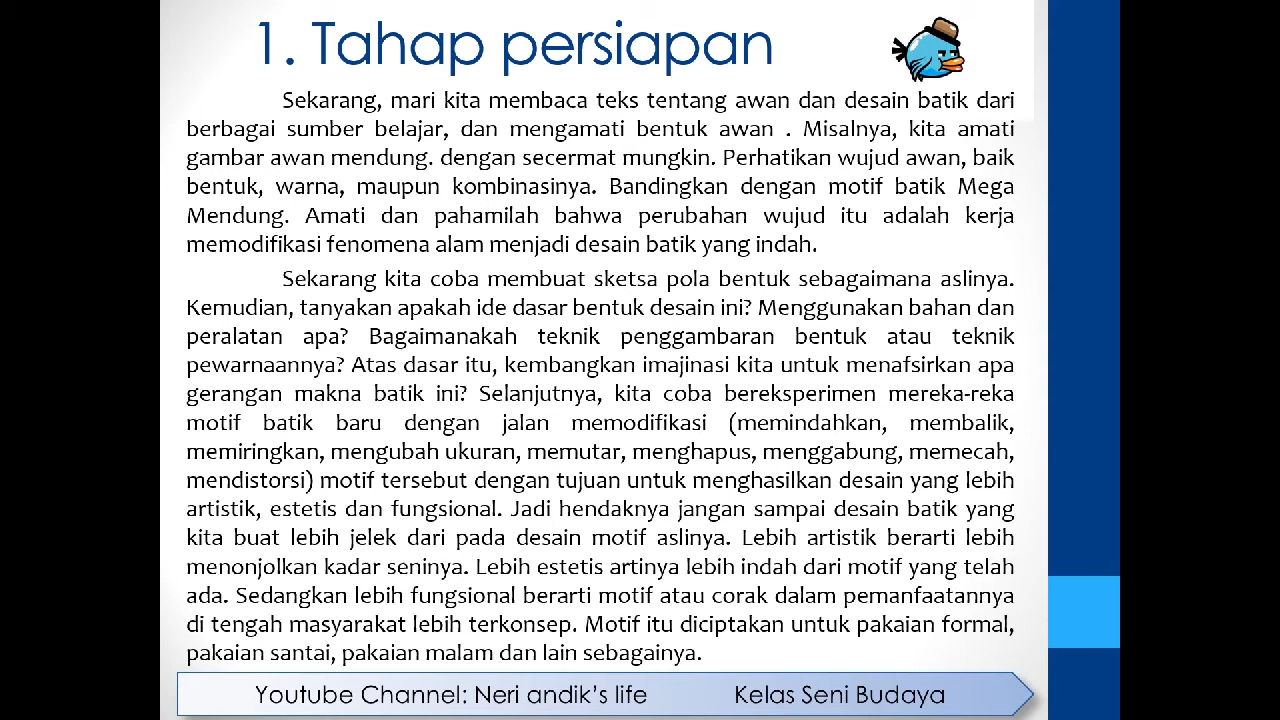 1. Tahap persiapan
Sekarang, mari kita membaca teks tentang awan dan desain batik dari
berbagai sumber belajar, dan mengamati bentuk awan . Misalnya, kita amati
gambar awan mendung. dengan secermat mungkin. Perhatikan wujud awan, baik
bentuk, warna, maupun kombinasinya. Bandingkan dengan motif batik Mega
Mendung. Amati dan pahamilah bahwa perubahan wujud itu adalah kerja
memodifikasi fenomena alam menjadi desain batik yang indah.
Sekarang kita coba membuat sketsa pola bentuk sebagaimana aslinya.
Kemudian, tanyakan apakah ide dasar bentuk desain ini? Menggunakan bahan dan
peralatan apa? Bagaimanakah teknik penggambaran bentuk atau teknik
pewarnaannya? Atas dasar itu, kembangkan imajinasi kita untuk menafsirkan apa
gerangan makna batik ini? Selanjutnya, kita coba bereksperimen mereka-reka
motif batik baru dengan jalan memodifikasi (memindahkan, membalik,
memiringkan, mengubah ukuran, memutar, menghapus, menggabung, memecah,
mendistorsi) motif tersebut dengan tujuan untuk menghasilkan desain yang lebih
artistik, estetis dan fungsional. Jadi hendaknya jangan sampai desain batik yang
kita buat lebih jelek dari pada desain motif aslinya. Lebih artistik berarti lebih
menonjolkan kadar seninya. Lebih estetis artinya lebih indah dari motif yang telah
ada. Sedangkan lebih fungsional berarti motif atau corak dalam pemanfaatannya
di tengah masyarakat lebih terkonsep. Motif itu diciptakan untuk pakaian formal,
pakaian santai, pakaian malam dan lain sebagainya.
Youtube Channel: Neri andik's life Kelas Seni Budaya